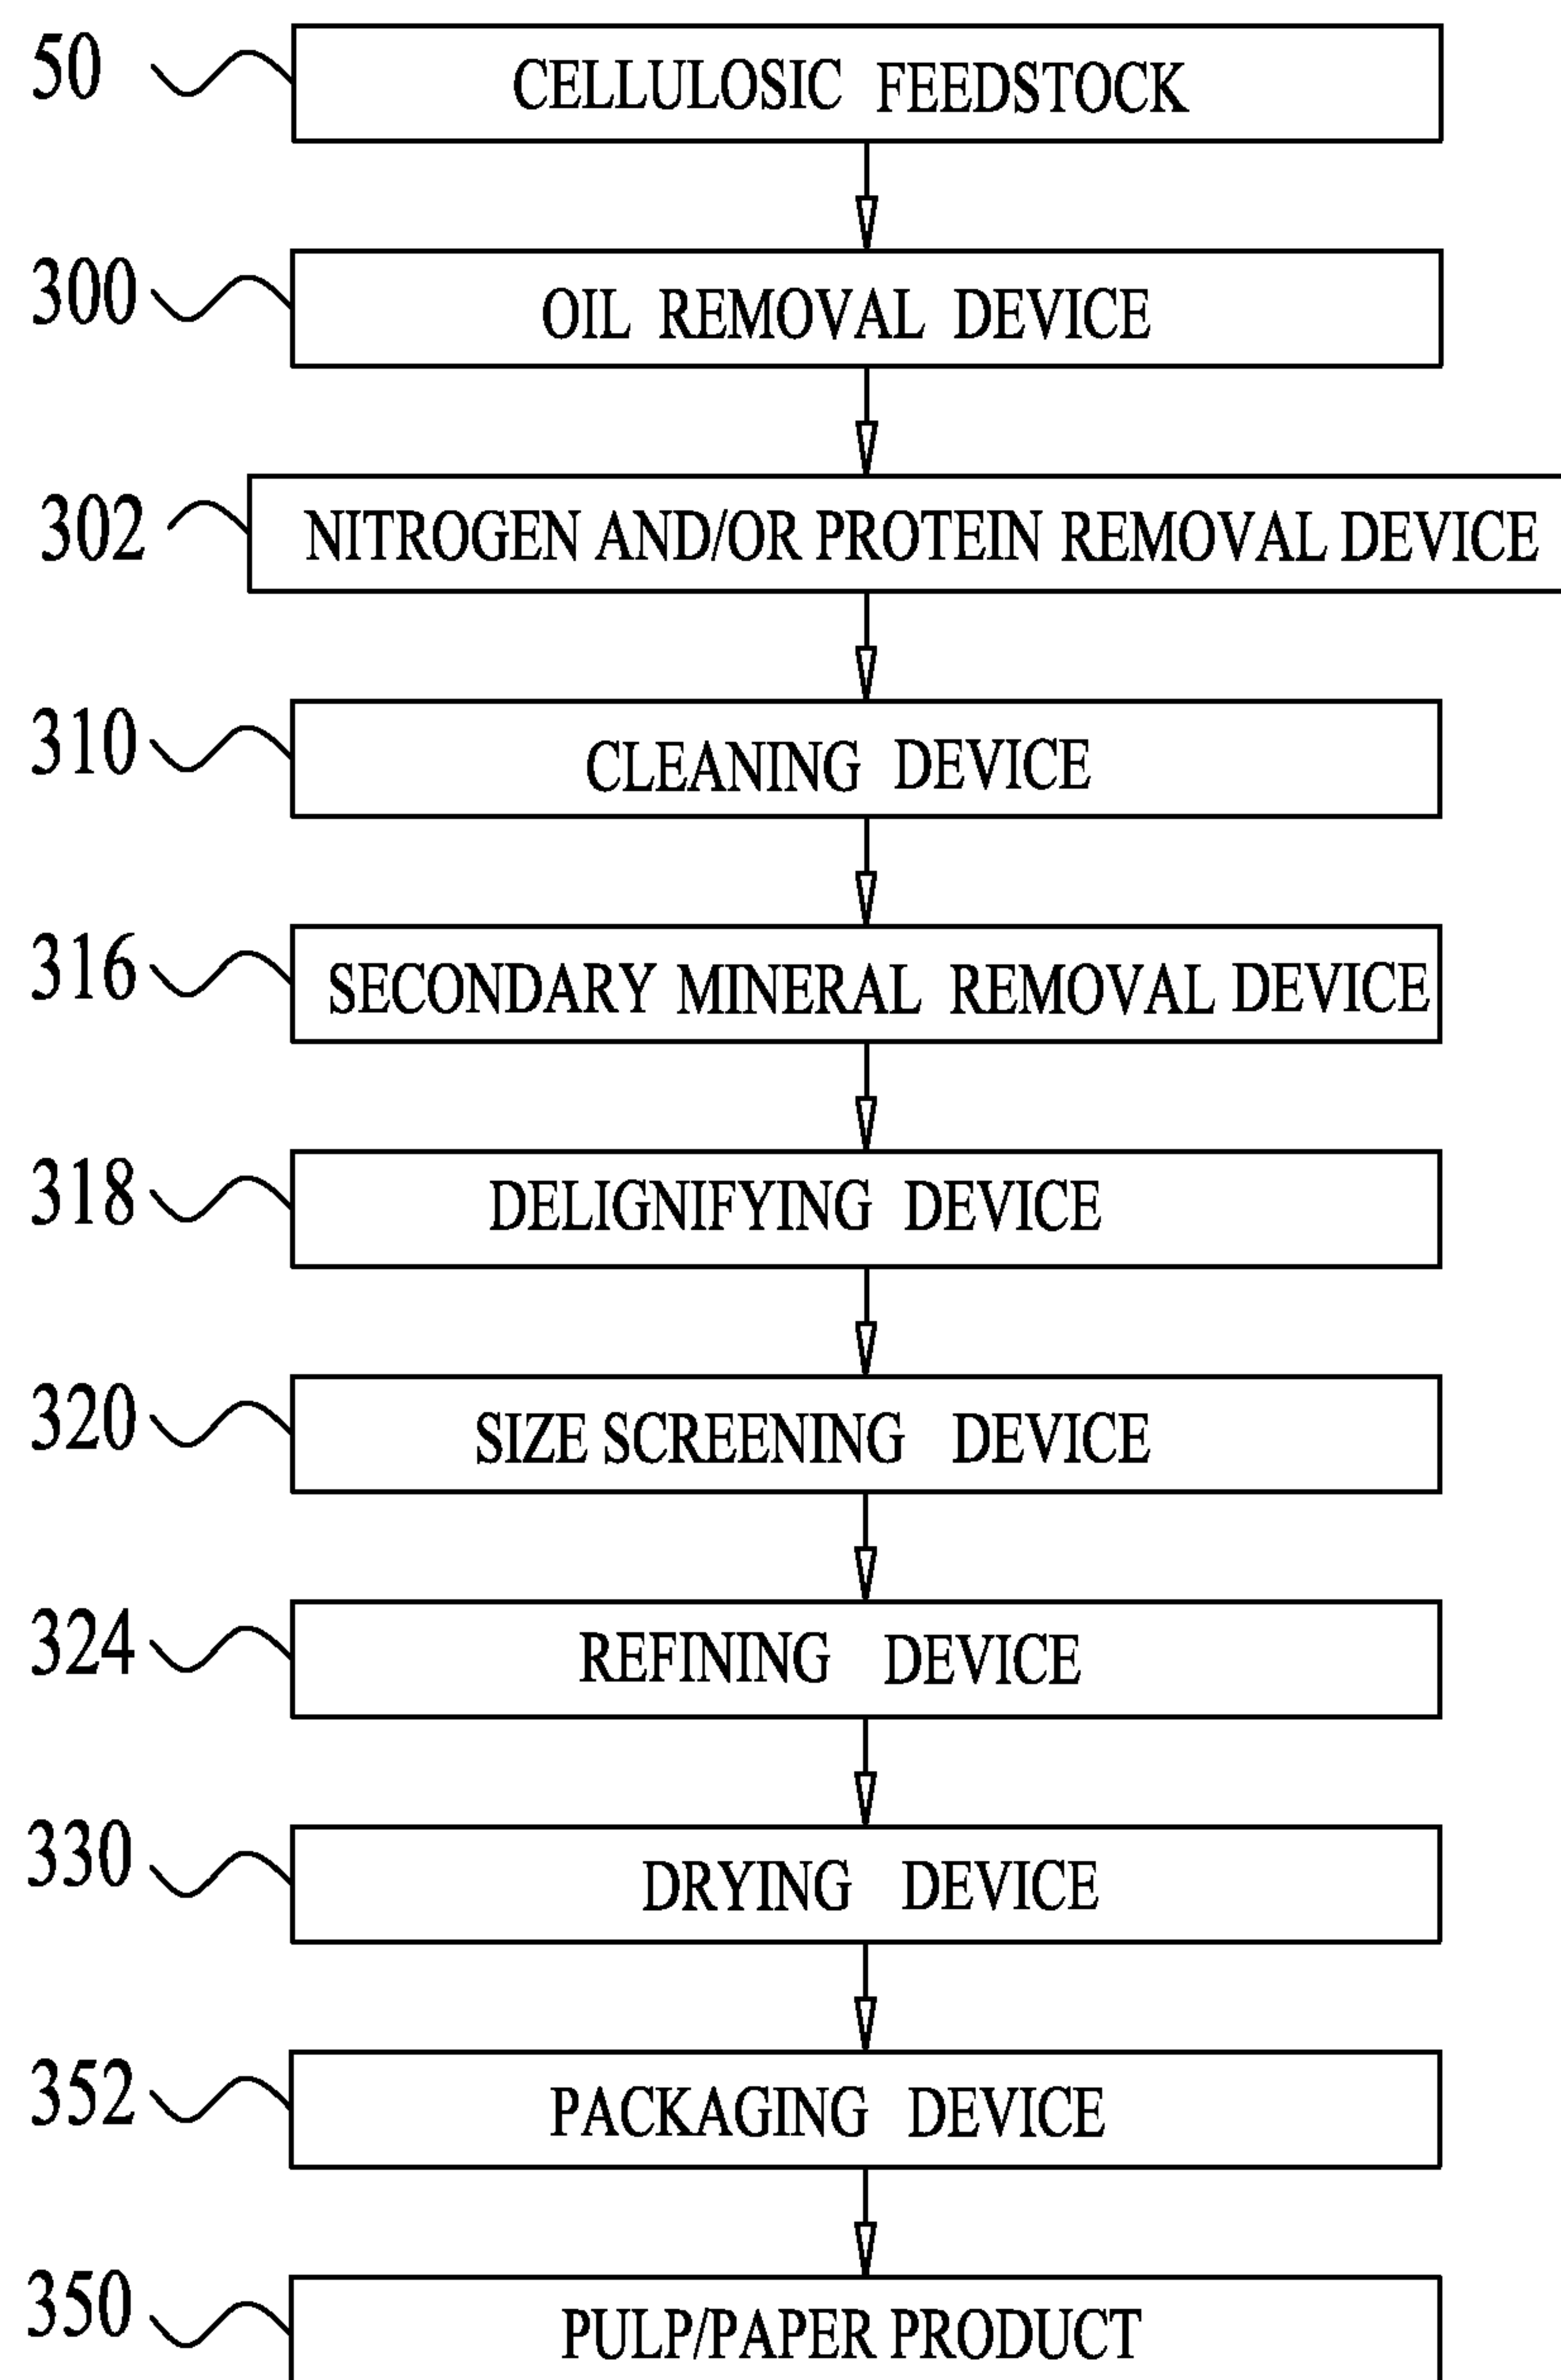 50 CELLULOSIC FEEDSTOCK
300 OIL REMOVAL DEVICE
302 NITROGEN AND/OR PROTEIN REMOVAL DEVICE
310 CLEANING DEVICE
316 SECONDARY MINERAL REMOVAL DEVICE
318 DELIGNIFYING DEVICE
320 SIZE SCREENING DEVICE
324 REFINING DEVICE
330 DRYING DEVICE
352 PACKAGING DEVICE
350 PULP/PAPER PRODUCT